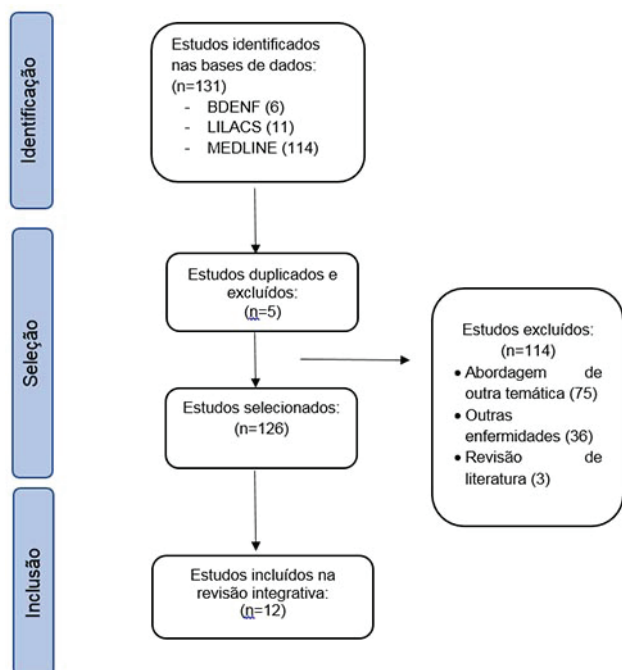 Identificação
Estudos identificados
nas bases de dados:
(n=131)
- BDENF (6)
- LILACS (11)
- MEDLINE (114)
Seleção
Estudos duplicados e
excluídos:
(n=5)
Estudos excluídos:
(n=114)
• Abordagem de
outra temática (75)
• Outras
enfermidades (36)
• Revisão de
literatura (3)
Estudos selecionados:
(n=126)
Inclusão
Estudos incluídos na
revisão integrativa:
(n=12)